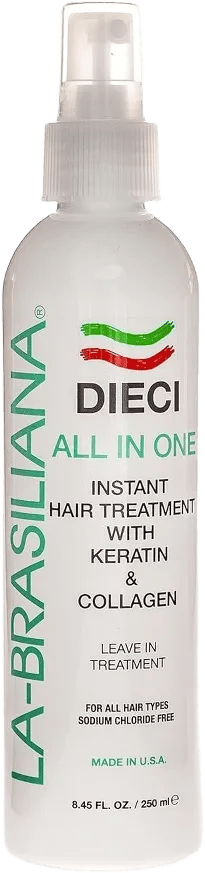 LA-BRASILIANA®
DIECI
ALL IN ONE
INSTANT
HAIR TREATMENT
WITH
KERATIN
&
COLLAGEN
LEAVE IN
TREATMENT
FOR ALL HAIR TYPES
SODIUM CHLORIDE FREE
MADE IN U.S.A.
8.45 FL. OZ. / 250 ml ℮